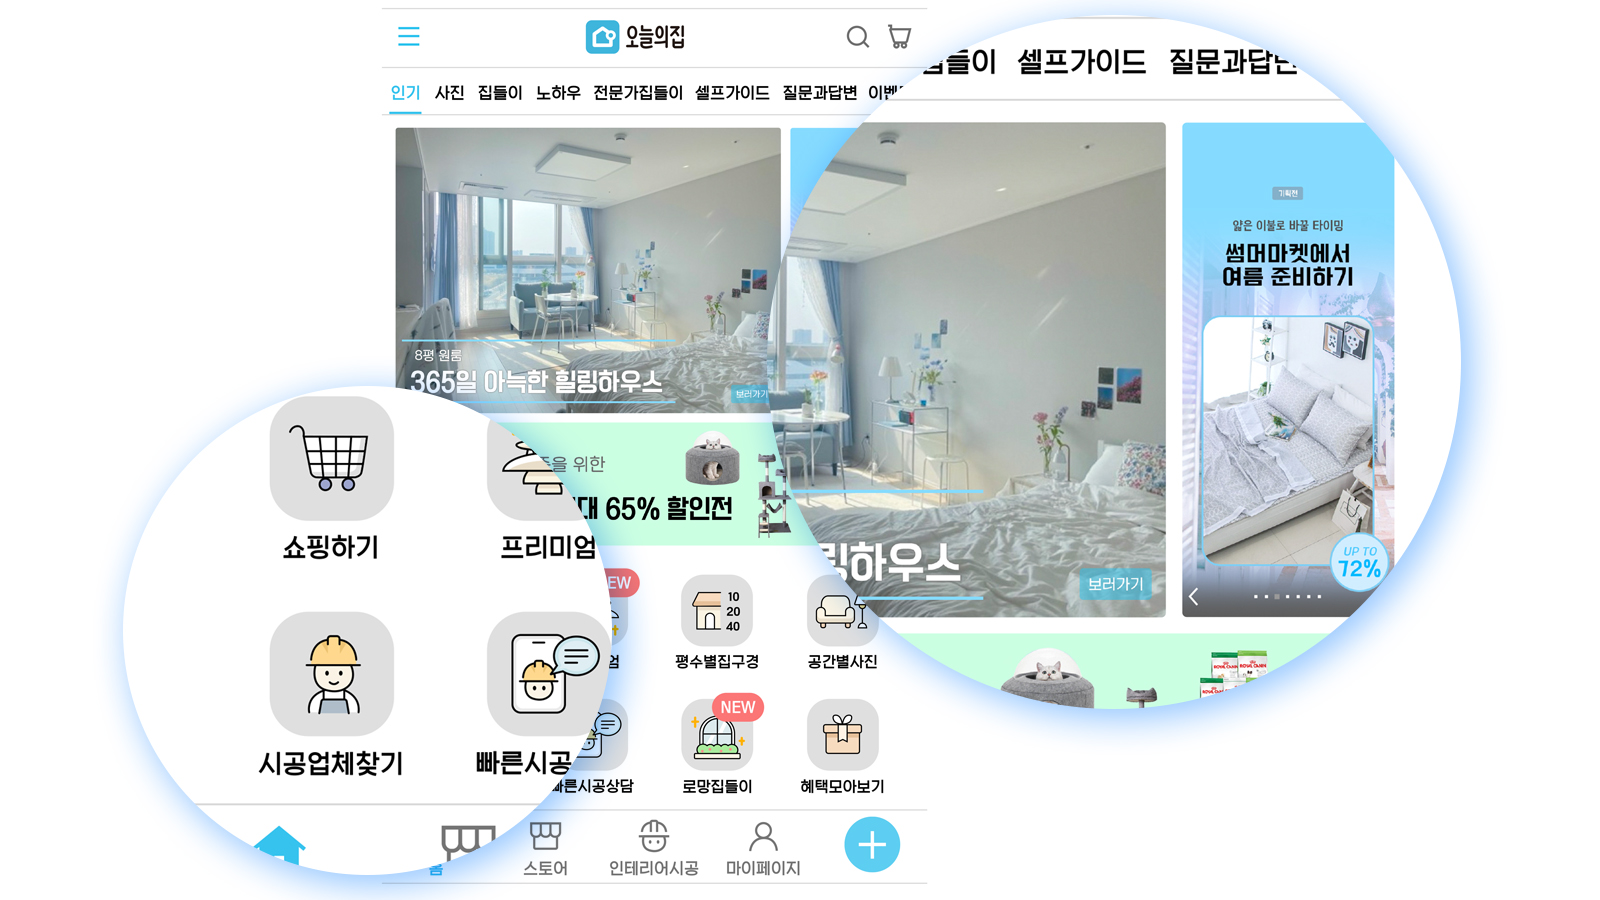 오늘의집
인기 사진 집들이 노하우 전문가집들이 셀프가이드 질문과답변
8평 원룸
365일 아늑한 힐링하우스
보러가기
위한
65% 할인전
NEW
10
20
40
평수별집구경
공간별사진
NEW
빠른시공상담
로망집들이
혜택모아보기
홈
스토어
인테리어시공
마이페이지
쇼핑하기
프리미엄
시공업체찾기
빠른시공
집들이 셀프가이드 질문과답변
기획전
얇은 이불로 바꿀 타이밍
썸머마켓에서
여름 준비하기
UP TO
72%
힐링하우스
보러가기
ROYAL CANIN